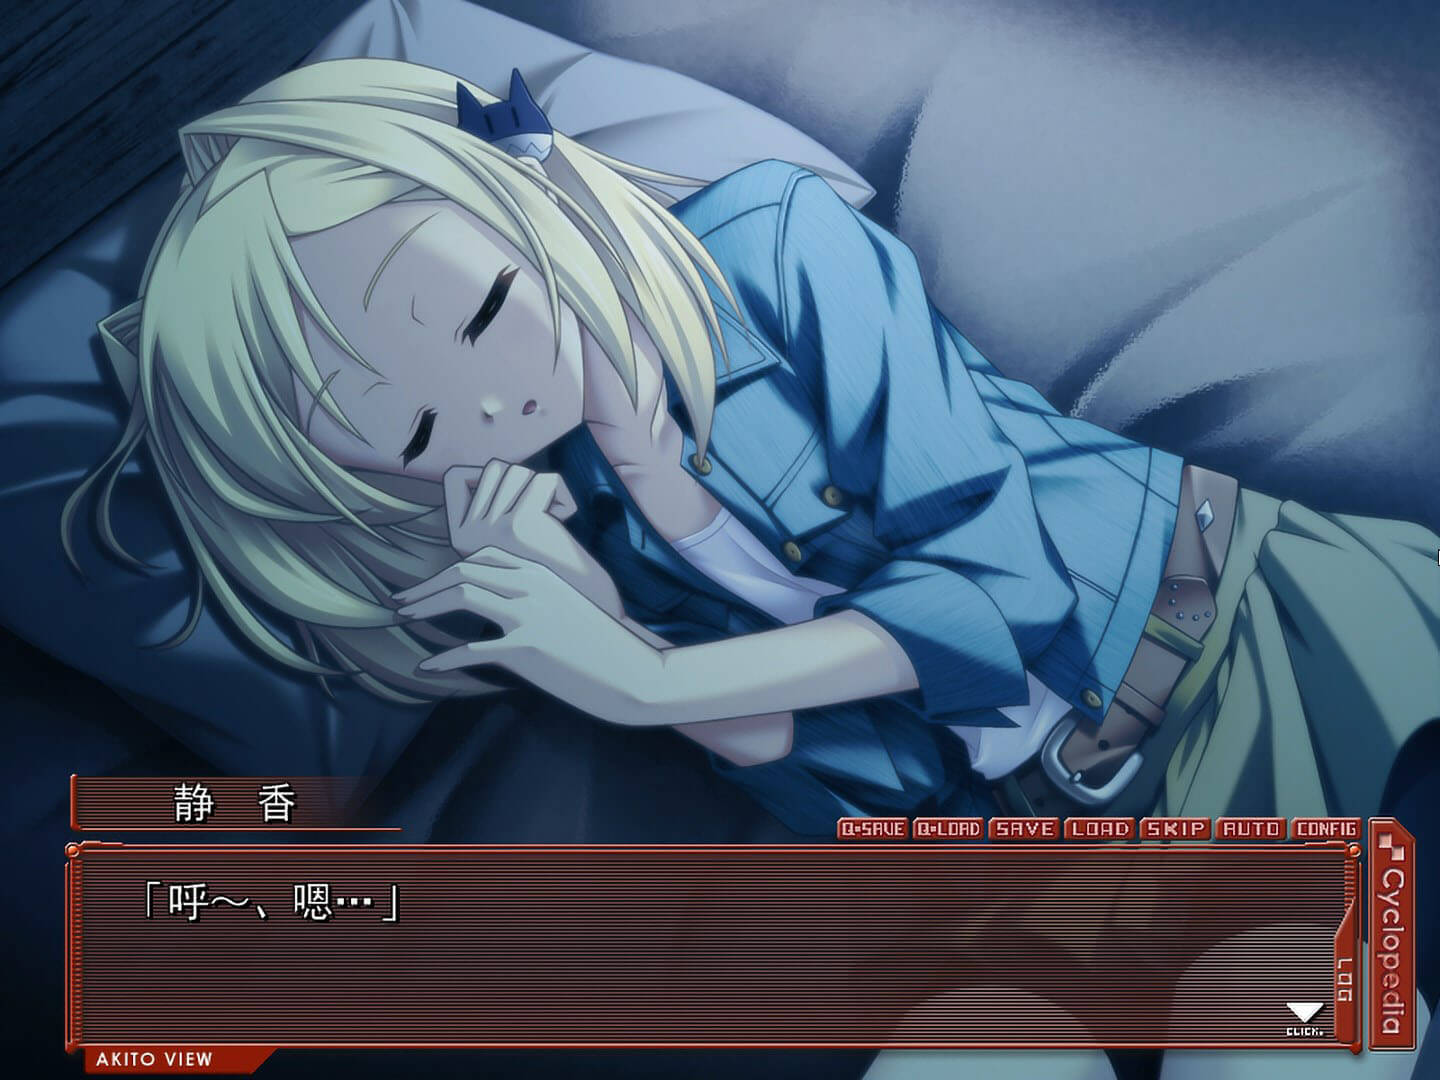 静　香
Q-SAVE Q-LOAD SAVE LOAD SKIP AUTO CONFIG
「呼～、嗯…」
Cyclopedia
LOG
CLICK.
AKITO VIEW